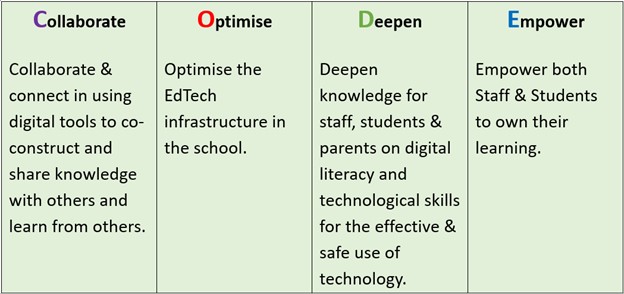 Collaborate
Collaborate &
connect in using
digital tools to co-
construct and
share knowledge
with others and
learn from others.
Optimise
Optimise the
EdTech
infrastructure in
the school.
Deepen
Deepen
knowledge for
staff, students &
parents on digital
literacy and
technological skills
for the effective &
safe use of
technology.
Empower
Empower both
Staff & Students
to own their
learning.